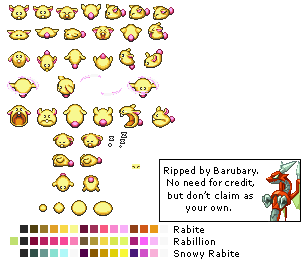 Ripped by Barubary.
No need for credit,
but don't claim as
your own.
Rabite
Rabillion
Snowy Rabite